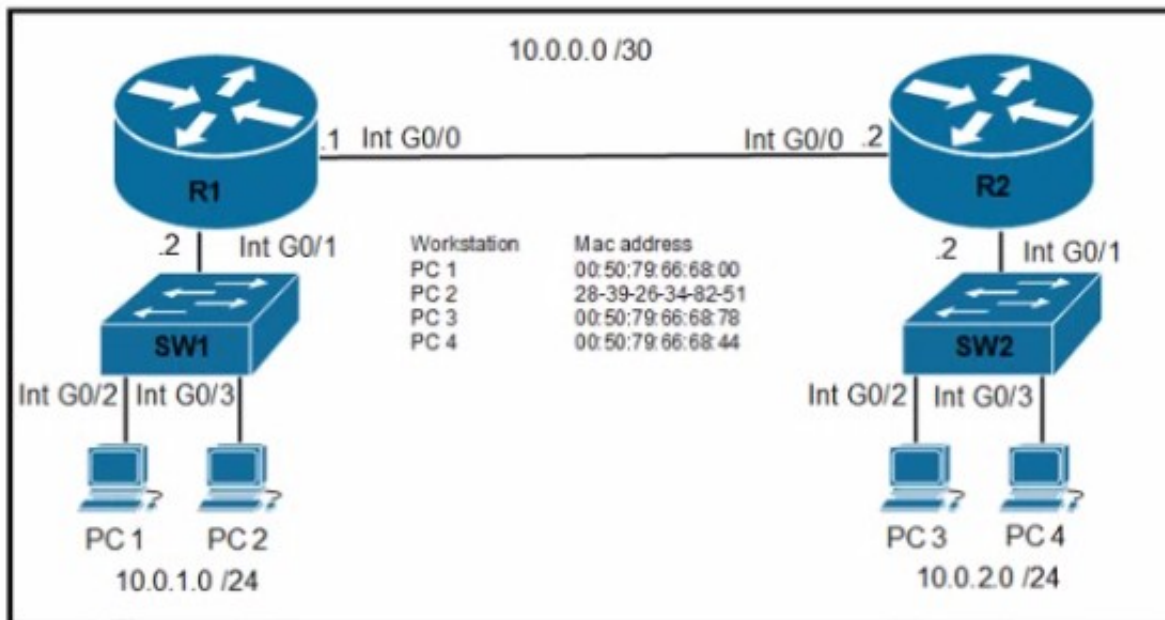 10.0.0.0 /30
.1 Int G0/0
Int G0/0 .2
R1
R2
.2 Int G0/1
.2 Int G0/1
Workstation Mac address
PC 1 00:50:79:66:68:00
PC 2 28-39-26-34-82-51
PC 3 00:50:79:66:68:78
PC 4 00:50:79:66:68:44
SW1
SW2
Int G0/2 Int G0/3
Int G0/2 Int G0/3
? ?
? ?
PC 1 PC 2
PC 3 PC 4
10.0.1.0 /24
10.0.2.0 /24